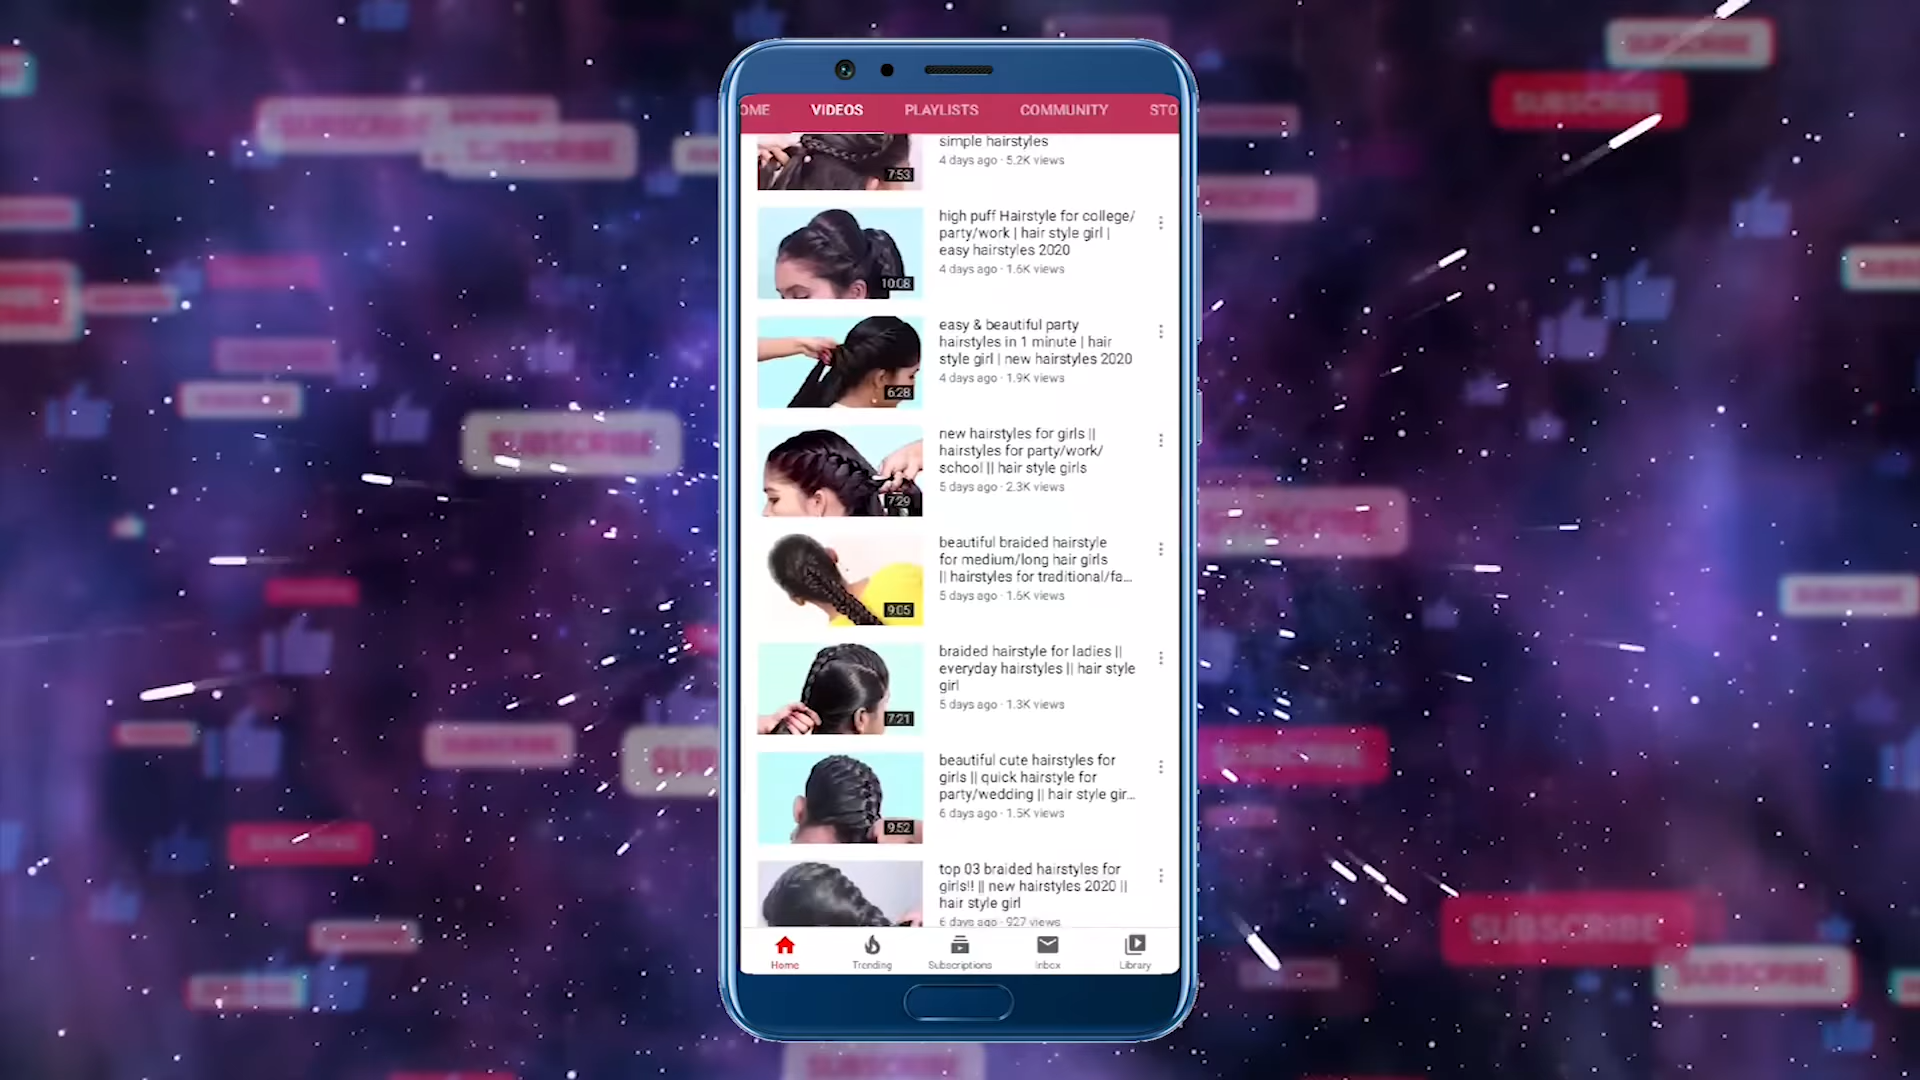 OME VIDEOS PLAYLISTS COMMUNITY STO
simple hairstyles
4 days ago · 5.2K views
7:53
high puff Hairstyle for college/
party/work | hair style girl |
easy hairstyles 2020
4 days ago · 1.6K views
10:08
easy & beautiful party
hairstyles in 1 minute | hair
style girl | new hairstyles 2020
4 days ago · 1.9K views
6:28
new hairstyles for girls ||
hairstyles for party/work/
school || hair style girls
5 days ago · 2.3K views
7:29
beautiful braided hairstyle
for medium/long hair girls
|| hairstyles for traditional/fa...
5 days ago · 1.6K views
9:05
braided hairstyle for ladies ||
everyday hairstyles || hair style
girl
5 days ago · 1.3K views
7:21
beautiful cute hairstyles for
girls || quick hairstyle for
party/wedding || hair style gir...
6 days ago · 1.5K views
9:52
top 03 braided hairstyles for
girls!! || new hairstyles 2020 ||
hair style girl
6 days ago · 927 views
Home Trending Subscriptions Inbox Library
SUBSCRIBE
SUBSCRIBE
SUBSCRIBE
SUBSCRIBE